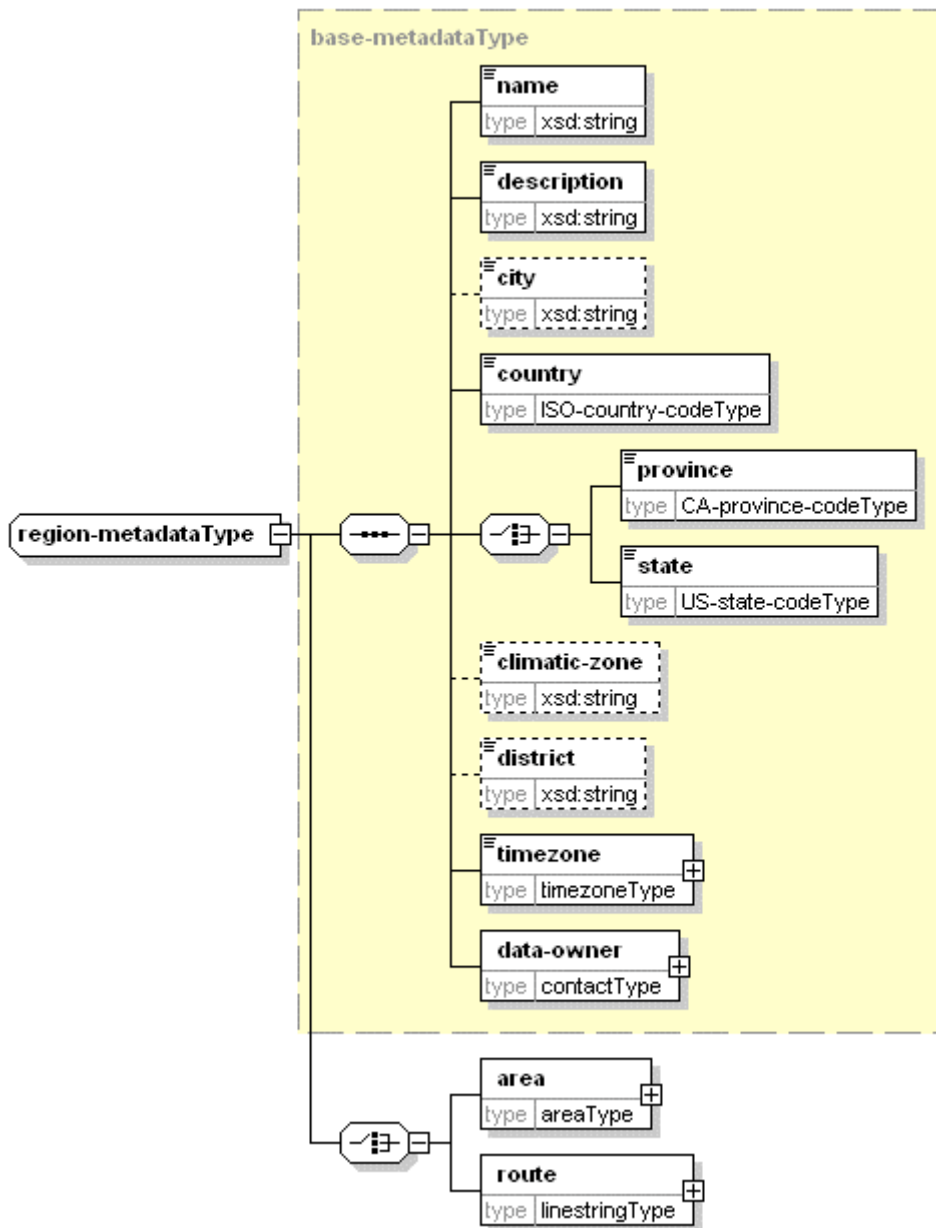 base-metadataType
name
type xsd:string
description
type xsd:string
city
type xsd:string
country
type ISO-country-codeType
province
type CA-province-codeType
region-metadataType
state
type US-state-codeType
climatic-zone
type xsd:string
district
type xsd:string
timezone
type timezoneType
data-owner
type contactType
area
type areaType
route
type linestringType